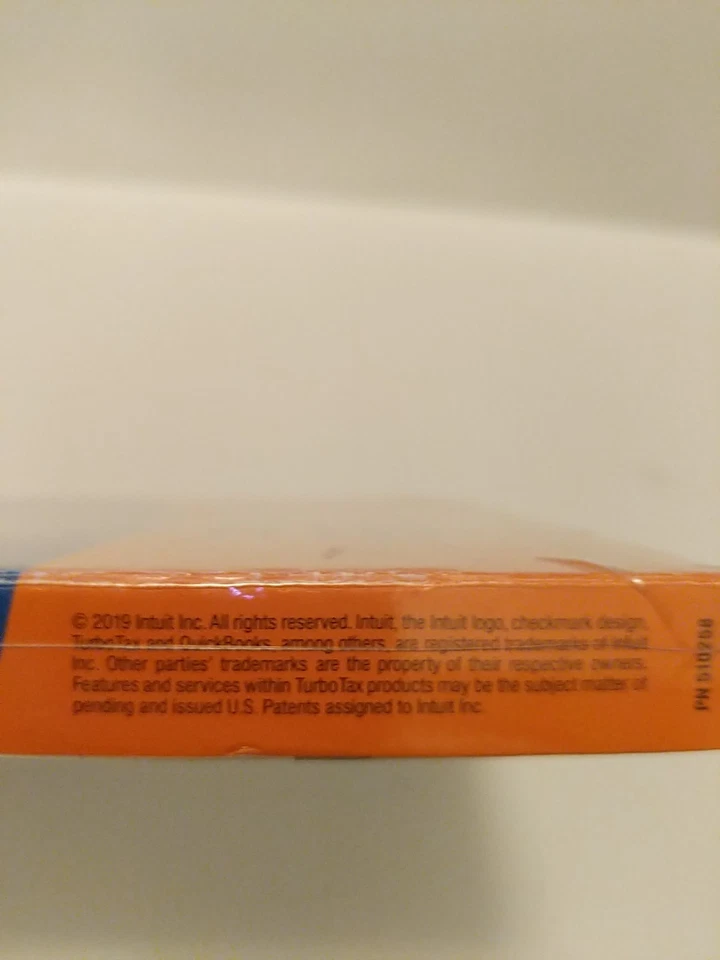 © 2019 Intuit Inc. All rights reserved. Intuit, the Intuit logo, checkmark design,
TurboTax and QuickBooks, among others, are registered trademarks of Intuit
Inc. Other parties' trademarks are the property of their respective owners.
Features and services within TurboTax products may be the subject matter of
pending and issued U.S. Patents assigned to Intuit Inc.
PN 510258